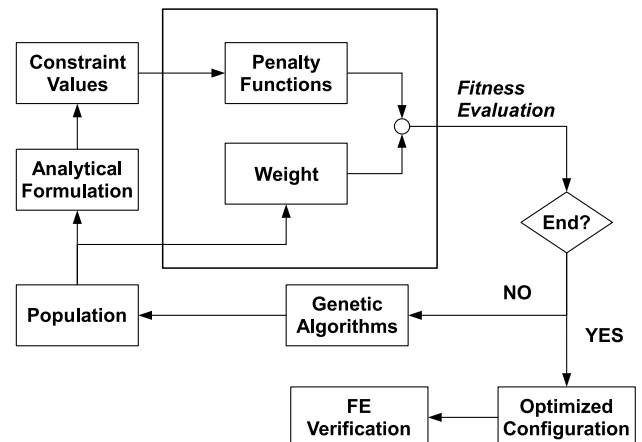 Constraint
Values
Penalty
Functions
Fitness
Evaluation
Analytical
Formulation
Weight
End?
Population
Genetic
Algorithms
NO
YES
FE
Verification
Optimized
Configuration